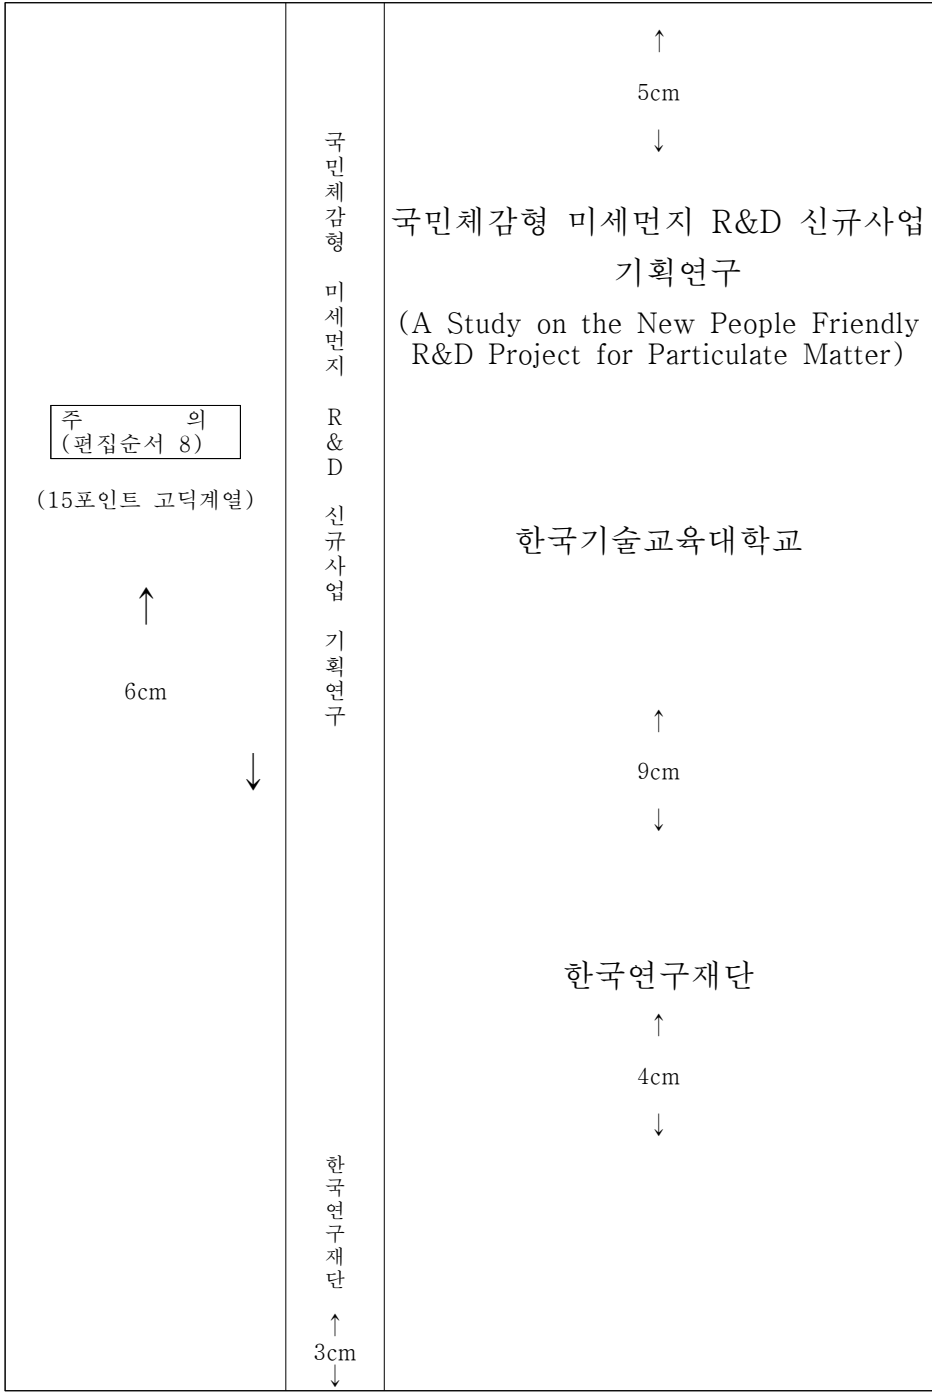 주 의
(편집순서 8)
(15포인트 고딕계열)
↑
6cm
↓
국민체감형 미세먼지 R&D 신규사업 기획연구
한국연구재단
↑
3cm
↓
↑
5cm
↓
국민체감형 미세먼지 R&D 신규사업
기획연구
(A Study on the New People Friendly
R&D Project for Particulate Matter)
한국기술교육대학교
↑
9cm
↓
한국연구재단
↑
4cm
↓